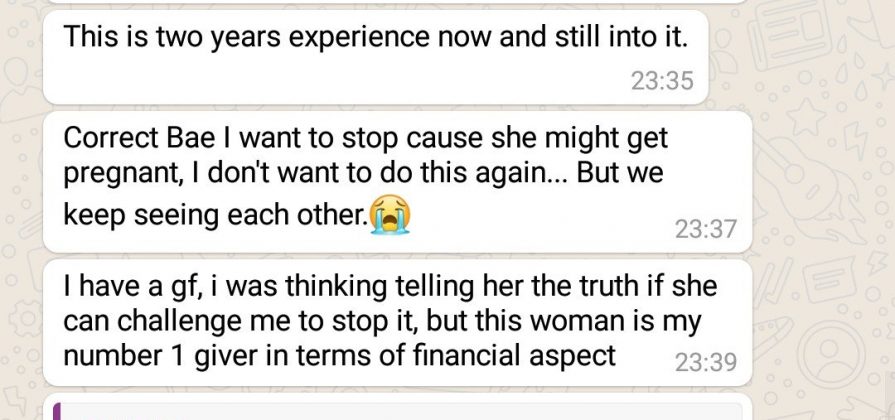 This is two years experience now and still into it.
23:35
Correct Bae I want to stop cause she might get
pregnant, I don't want to do this again... But we
keep seeing each other.😭
23:37
I have a gf, i was thinking telling her the truth if she
can challenge me to stop it, but this woman is my
number 1 giver in terms of financial aspect
23:39